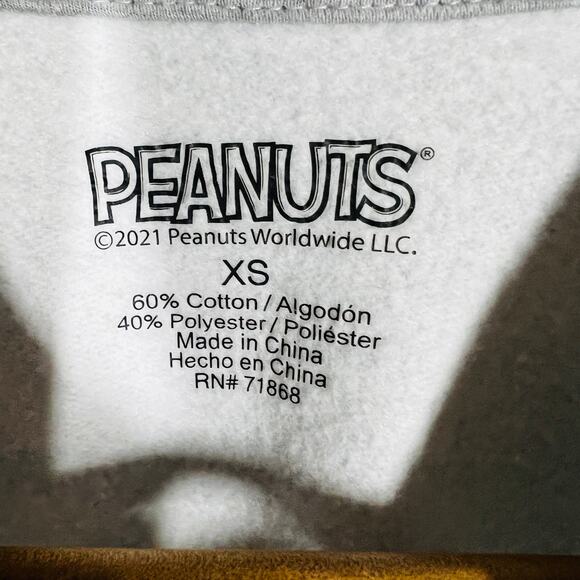 PEANUTS®
©2021 Peanuts Worldwide LLC.
XS
60% Cotton / Algodón
40% Polyester / Poliéster
Made in China
Hecho en China
RN# 71868